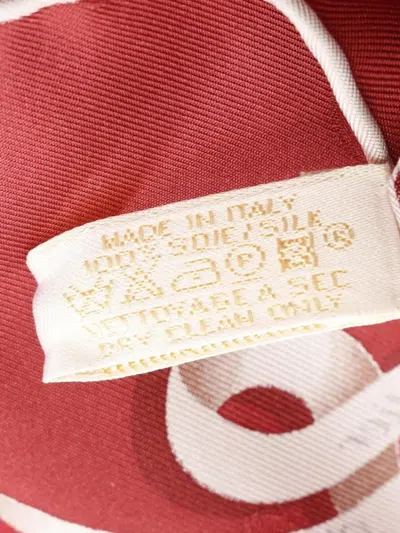 MADE IN ITALY
100% SOIE / SILK
P ®
NETTOYAGE A SEC
DRY CLEAN ONLY